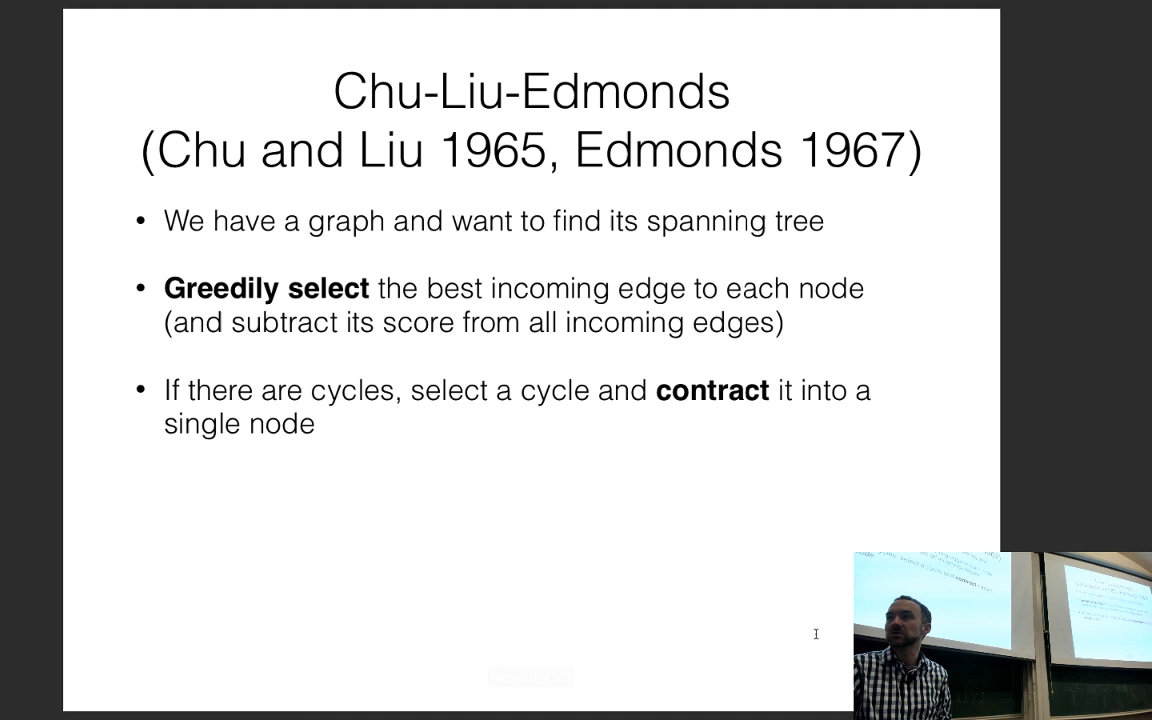 Chu-Liu-Edmonds
(Chu and Liu 1965, Edmonds 1967)
• We have a graph and want to find its spanning tree
• Greedily select the best incoming edge to each node
(and subtract its score from all incoming edges)
• If there are cycles, select a cycle and contract it into a
single node